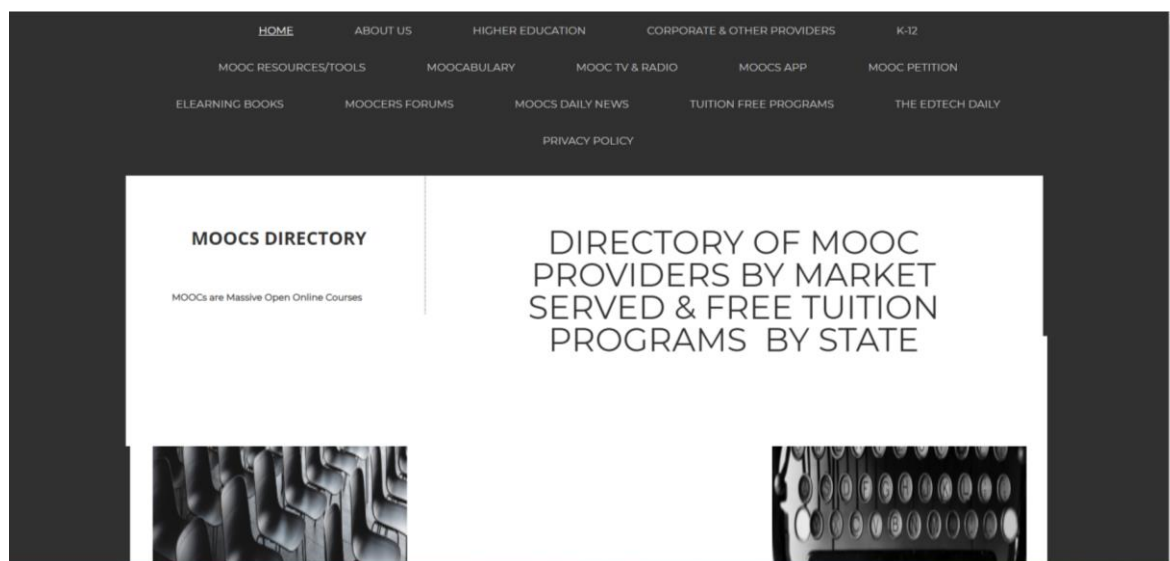 HOME ABOUT US HIGHER EDUCATION CORPORATE & OTHER PROVIDERS K-12
MOOC RESOURCES/TOOLS MOOCABULARY MOOC TV & RADIO MOOCS APP MOOC PETITION
ELEARNING BOOKS MOOCERS FORUMS MOOCS DAILY NEWS TUITION FREE PROGRAMS THE EDTECH DAILY
PRIVACY POLICY
MOOCS DIRECTORY
MOOCs are Massive Open Online Courses
DIRECTORY OF MOOC
PROVIDERS BY MARKET
SERVED & FREE TUITION
PROGRAMS BY STATE